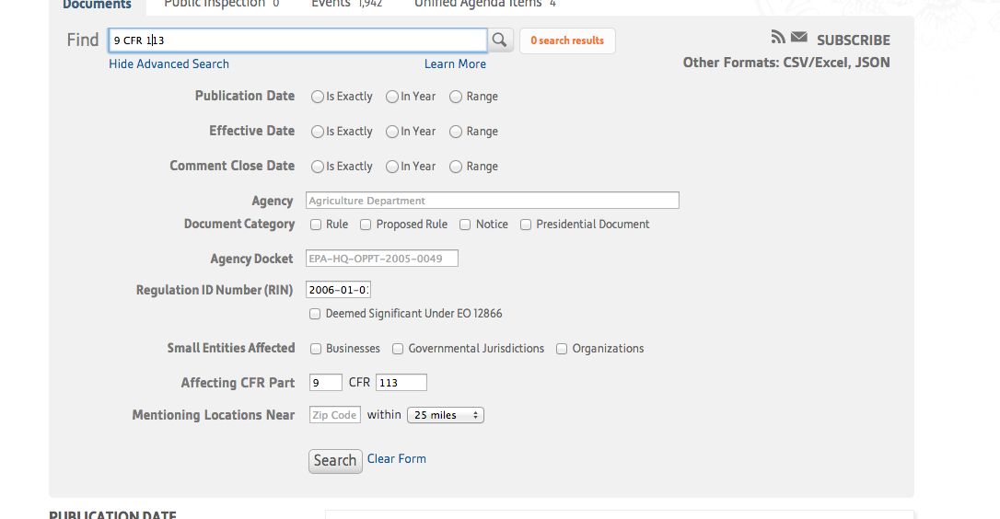 Documents Public Inspection 0 Events 1,942 Unified Agenda Items 4
Find 9 CFR 113 0 search results SUBSCRIBE
Hide Advanced Search Learn More Other Formats: CSV/Excel, JSON
Publication Date Is Exactly In Year Range
Effective Date Is Exactly In Year Range
Comment Close Date Is Exactly In Year Range
Agency Agriculture Department
Document Category Rule Proposed Rule Notice Presidential Document
Agency Docket EPA-HQ-OPPT-2005-0049
Regulation ID Number (RIN) 2006-01-0
Deemed Significant Under EO 12866
Small Entities Affected Businesses Governmental Jurisdictions Organizations
Affecting CFR Part 9 CFR 113
Mentioning Locations Near Zip Code within 25 miles
Search Clear Form
PUBLICATION DATE